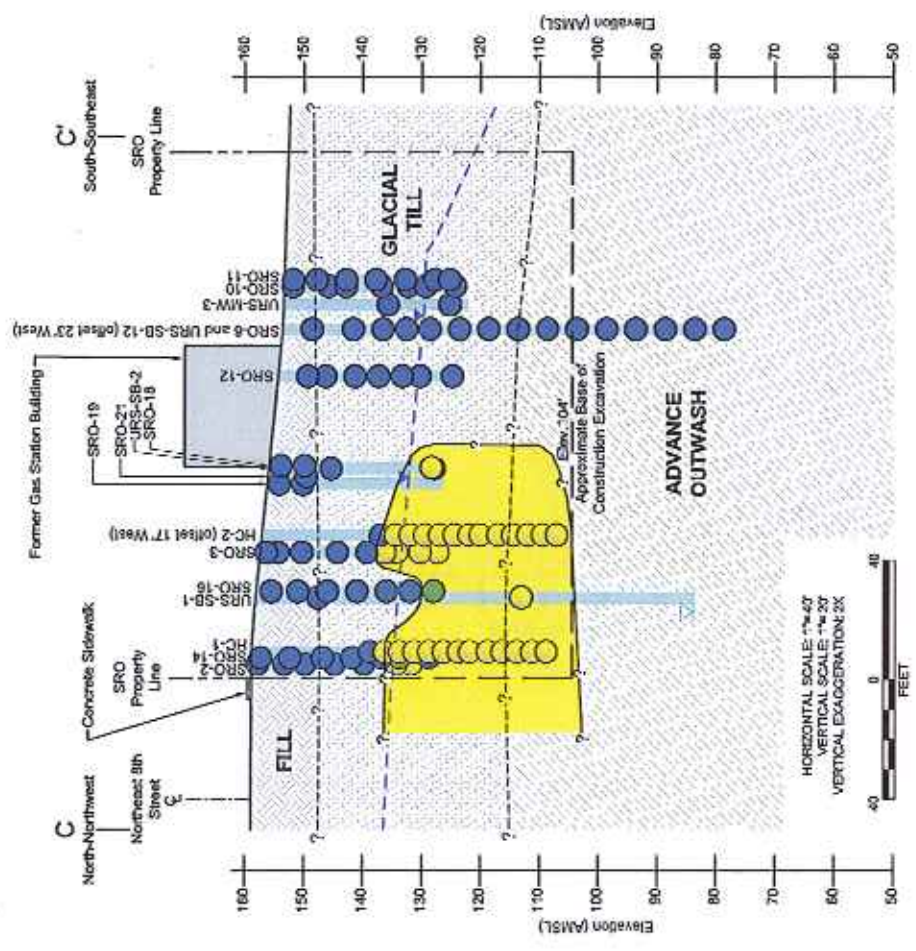 C
North-Northwest
Northeast 8th
Street
℄
Concrete Sidewalk
SRO
Property
Line
Former Gas Station Building
SRO-19
SRO-21
URS-SB-2
SRO-18
C'
South-Southeast
SRO
Property Line
SRO-2
SRO-14
HC-1
URS-SB-1
SRO-16
SRO-3
HC-2 (offset 17' West)
SRO-12
SRO-6 and URS-SB-12 (offset 23' West)
URS-MW-3
SRO-10
SRO-11
FILL
GLACIAL
TILL
ADVANCE
OUTWASH
Elev. 104'
Approximate Base of
Construction Excavation
Elevation (AMSL)
160
150
140
130
120
110
100
90
80
70
60
50
Elevation (AMSL)
160
150
140
130
120
110
100
90
80
70
60
50
? ? ? ? ? ? ? ? ? ? ? ? ? ? ? ?
HORIZONTAL SCALE: 1"=40'
VERTICAL SCALE: 1"=20'
VERTICAL EXAGGERATION: 2X
40 0 40
FEET